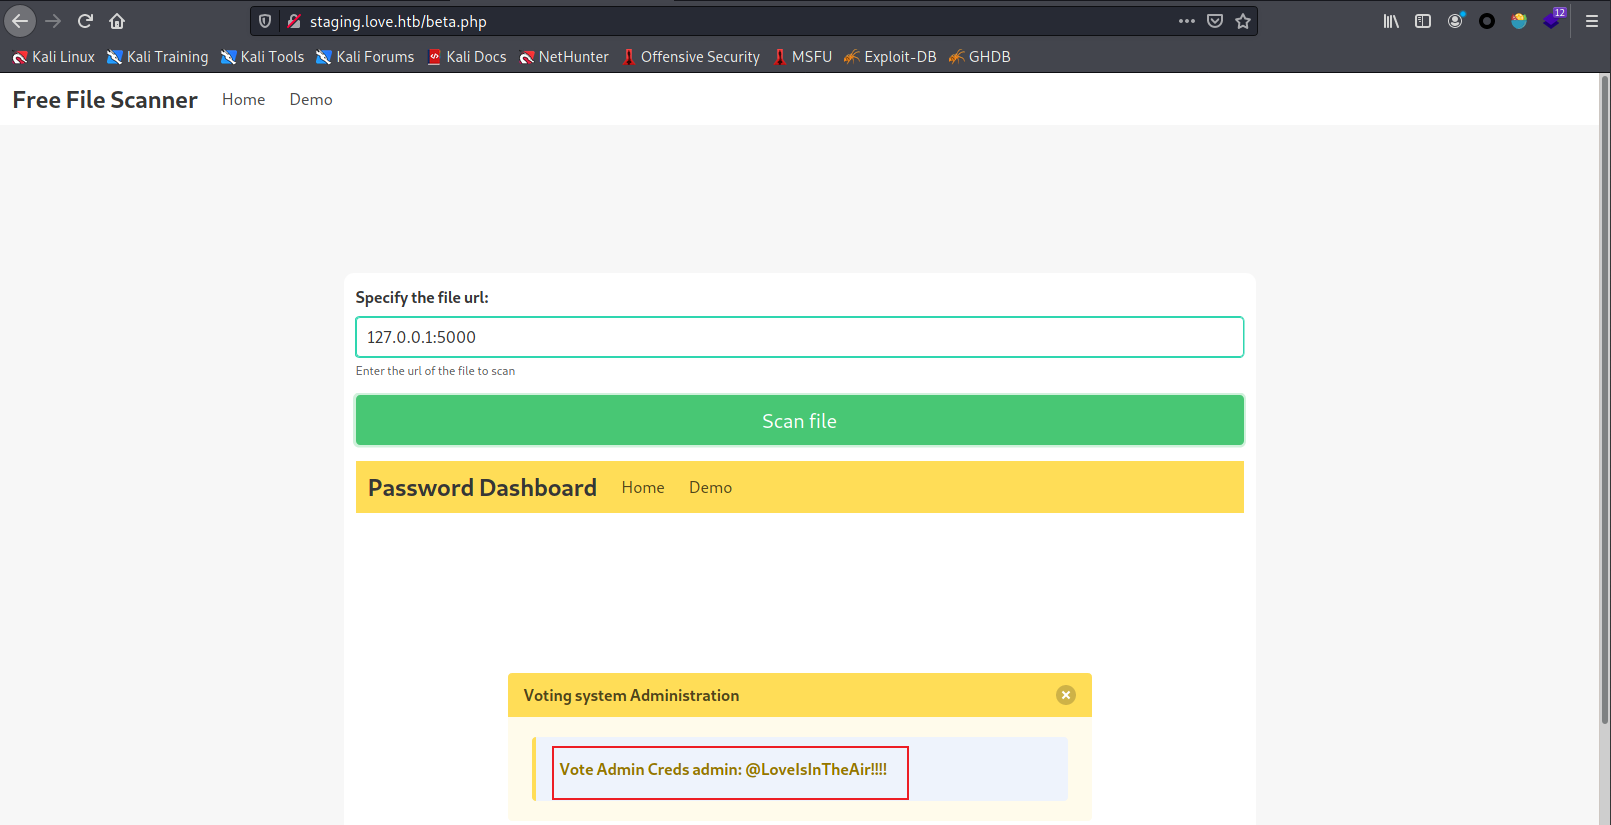 staging.love.htb/beta.php
12
Kali Linux Kali Training Kali Tools Kali Forums Kali Docs NetHunter Offensive Security MSFU Exploit-DB GHDB
Free File Scanner Home Demo
Specify the file url:
127.0.0.1:5000
Enter the url of the file to scan
Scan file
Password Dashboard Home Demo
Voting system Administration
Vote Admin Creds admin: @LoveIsInTheAir!!!!